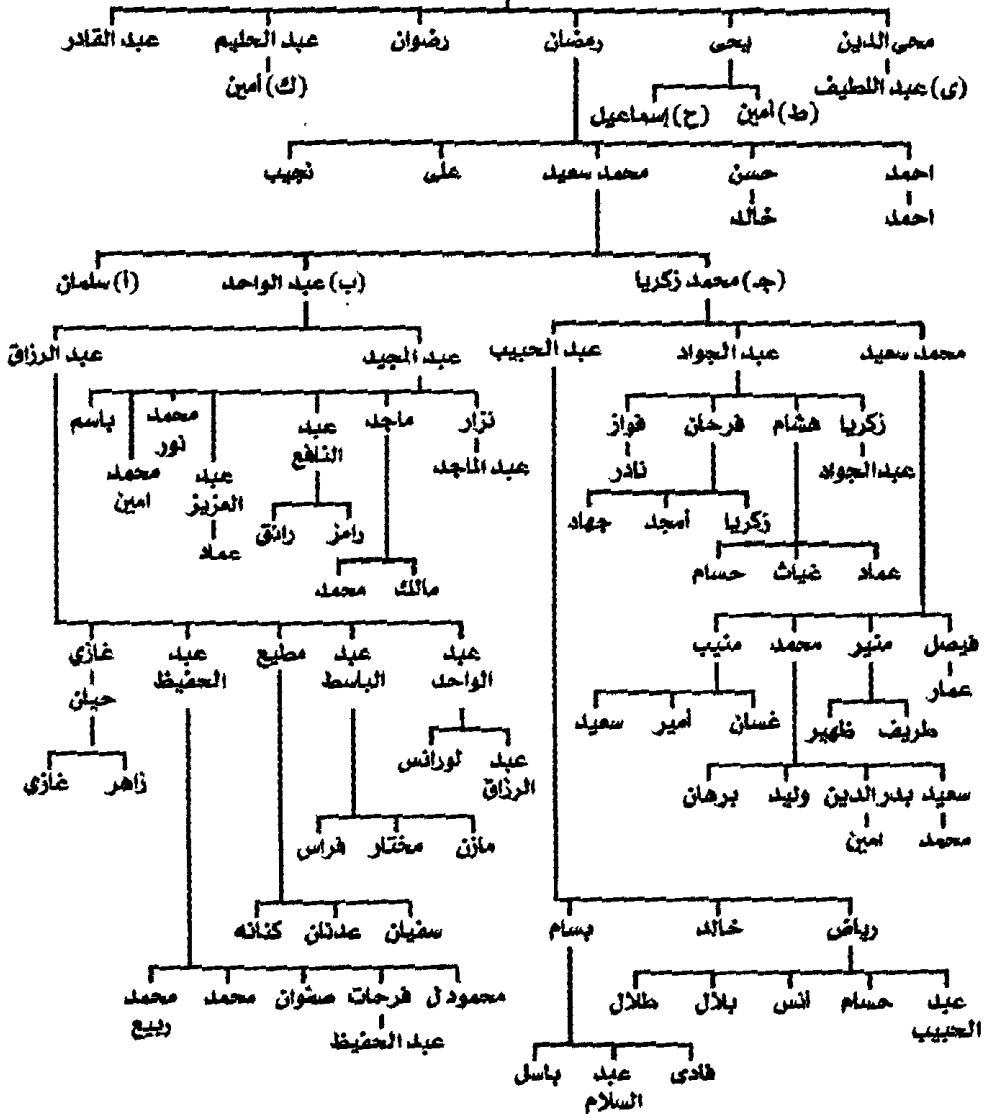 محى الدين يحى رمضان رضوان عبد الحليم عبد القادر
(ى) عبد اللطيف (ط) أمين (ح) إسماعيل (ك) أمين
احمد حسن محمد سعيد على نجيب
احمد خالد
(جـ) محمد زكريا (ب) عبد الواحد (أ) سلمان
محمد سعيد عبد الجواد عبد الحبيب عبد المجيد عبد الرزاق
زكريا هشام فرحان فواز
عبد الجواد نادر
زكريا أمجد جهاد
عماد غياث حسام
نزار ماجد عبد النافع عبد العزيز محمد نور محمد امين باسم
عبد الماجد
رامز رائق
عماد
مالك محمد
فيصل منير محمد منيب
عمار
طريف ظهير
غسان أمير سعيد
سعيد بدر الدين وليد برهان
محمد امين
عبد الواحد عبد الباسط مطيع عبد الحفيظ غازي
حيان
عبد الرزاق لورانس
زاهر غازي
مازن مختار فراس
سفيان عدنان كنانه
محمود ل فرحات صفوان محمد محمد ربيع
عبد الحفيظ
رياض خالد بسام
عبد الحبيب حسام أنس بلال طلال
فادى عبد السلام باسل